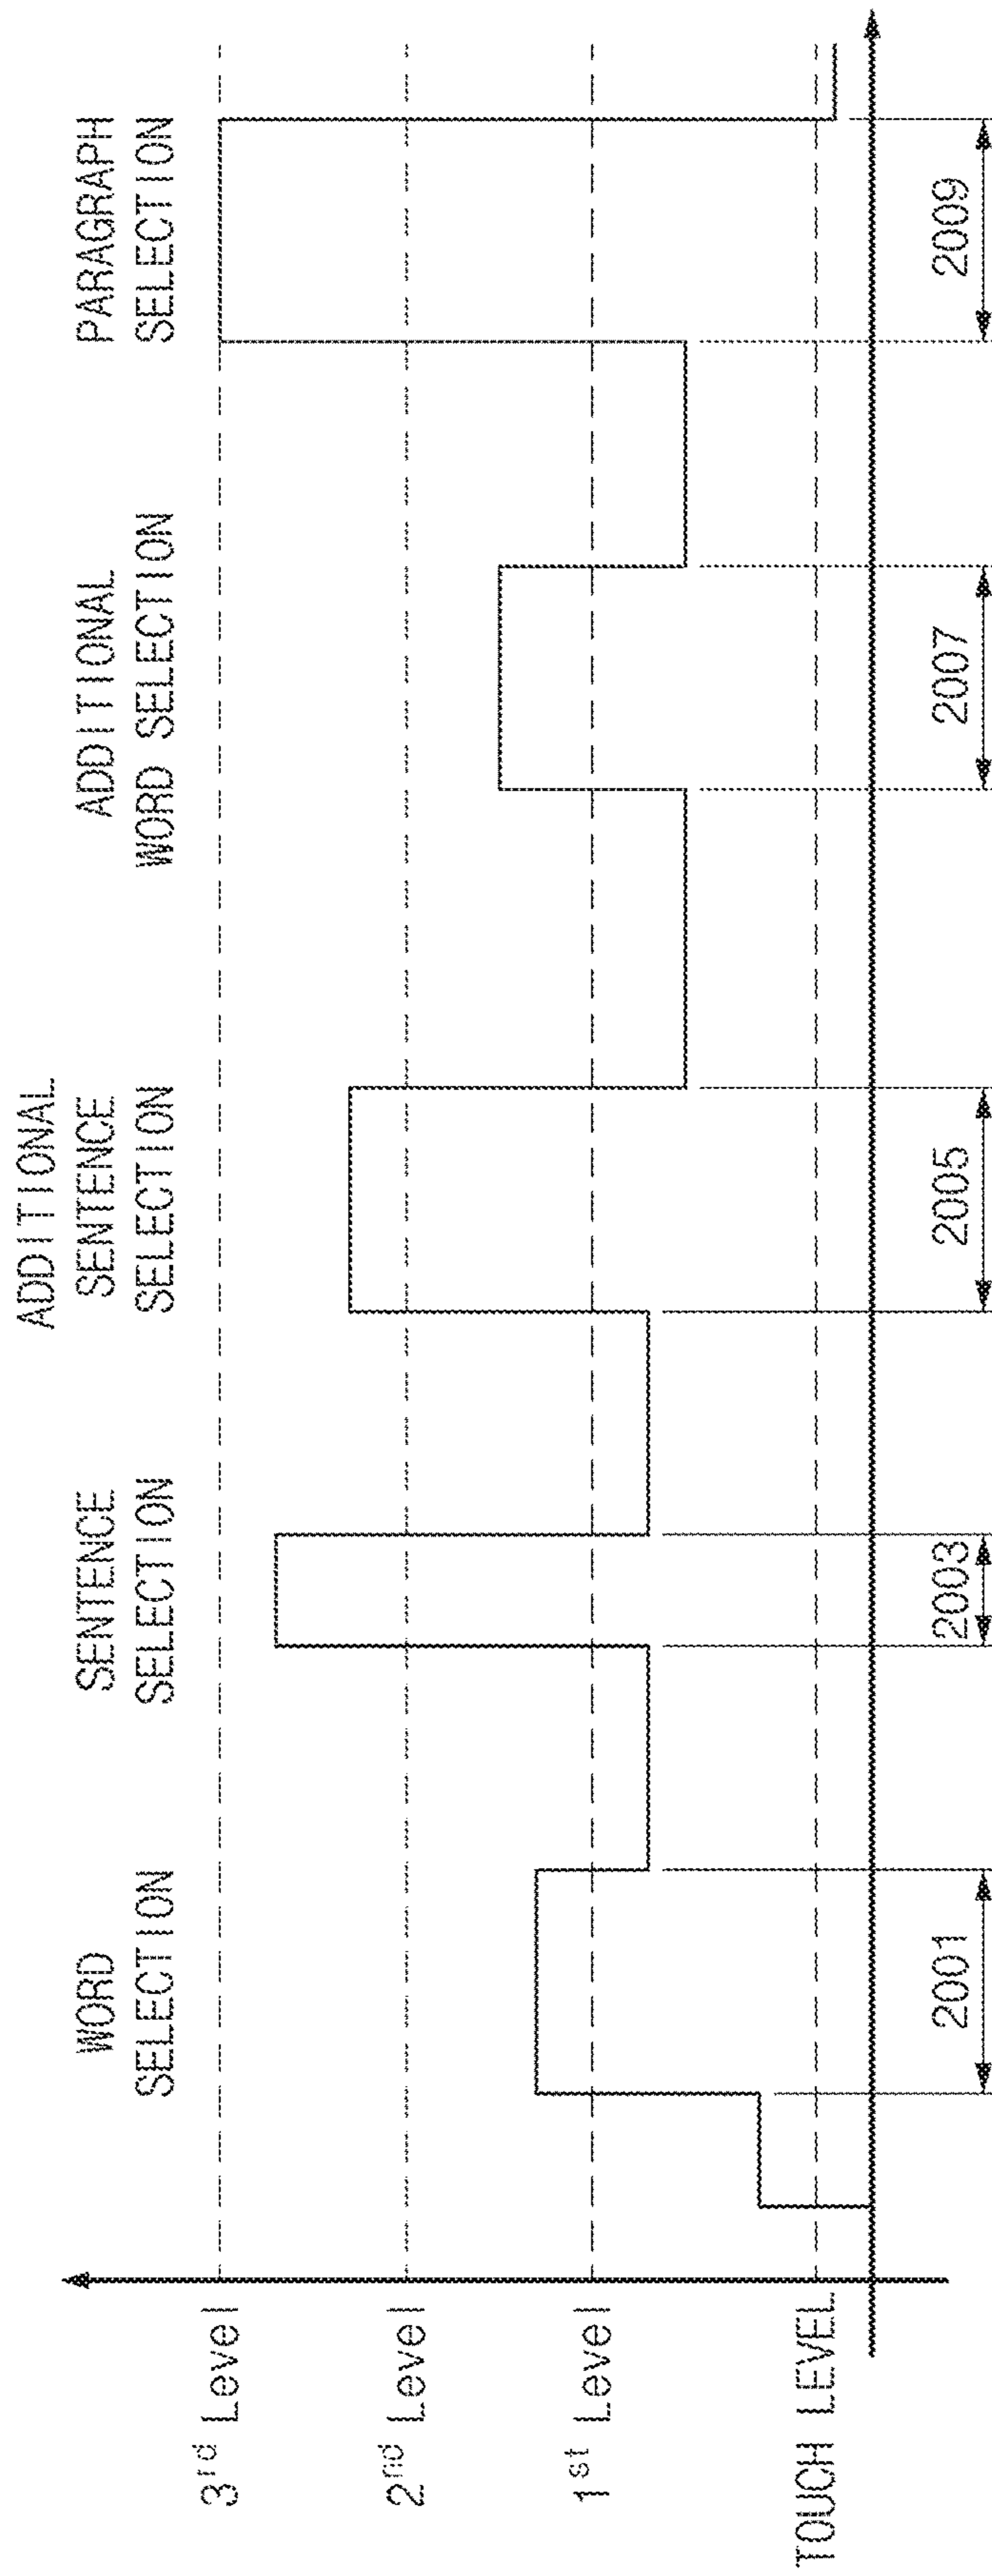 WORD
SELECTION
SENTENCE
SELECTION
ADDITIONAL
SENTENCE
SELECTION
ADDITIONAL
WORD SELECTION
PARAGRAPH
SELECTION
3rd Level
2nd Level
1st Level
TOUCH LEVEL
2001
2003
2005
2007
2009